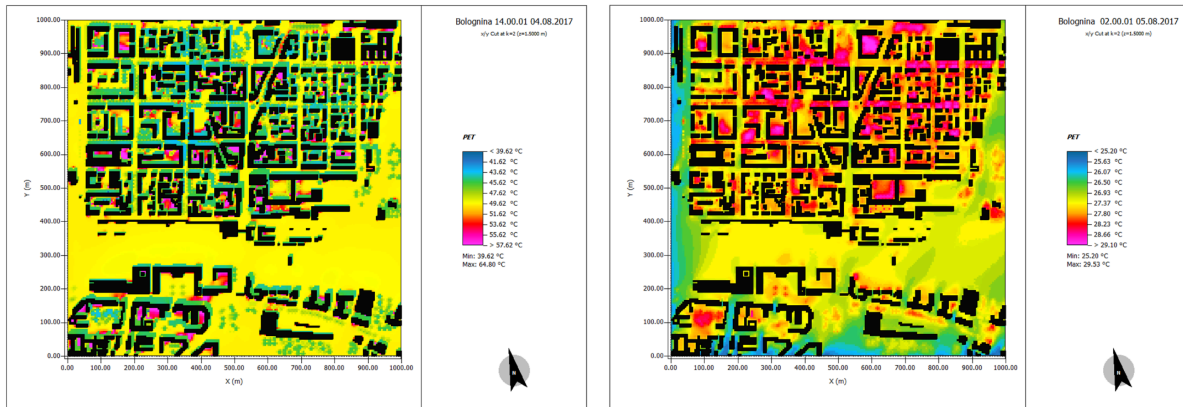 Bolognina 14.00.01 04.08.2017
x/y Cut at k=2 (z=1.5000 m)
1000.00
900.00
800.00
700.00
600.00
500.00
400.00
300.00
200.00
100.00
0.00
Y (m)
0.00 100.00 200.00 300.00 400.00 500.00 600.00 700.00 800.00 900.00 1000.00
X (m)
PET
< 39.62 °C
41.62 °C
43.62 °C
45.62 °C
47.62 °C
49.62 °C
51.62 °C
53.62 °C
55.62 °C
> 57.62 °C
Min: 39.62 °C
Max: 64.80 °C
N
Bolognina 02.00.01 05.08.2017
x/y Cut at k=2 (z=1.5000 m)
1000.00
900.00
800.00
700.00
600.00
500.00
400.00
300.00
200.00
100.00
0.00
Y (m)
0.00 100.00 200.00 300.00 400.00 500.00 600.00 700.00 800.00 900.00 1000.00
X (m)
PET
< 25.20 °C
25.63 °C
26.07 °C
26.50 °C
26.93 °C
27.37 °C
27.80 °C
28.23 °C
28.66 °C
> 29.10 °C
Min: 25.20 °C
Max: 29.53 °C
N